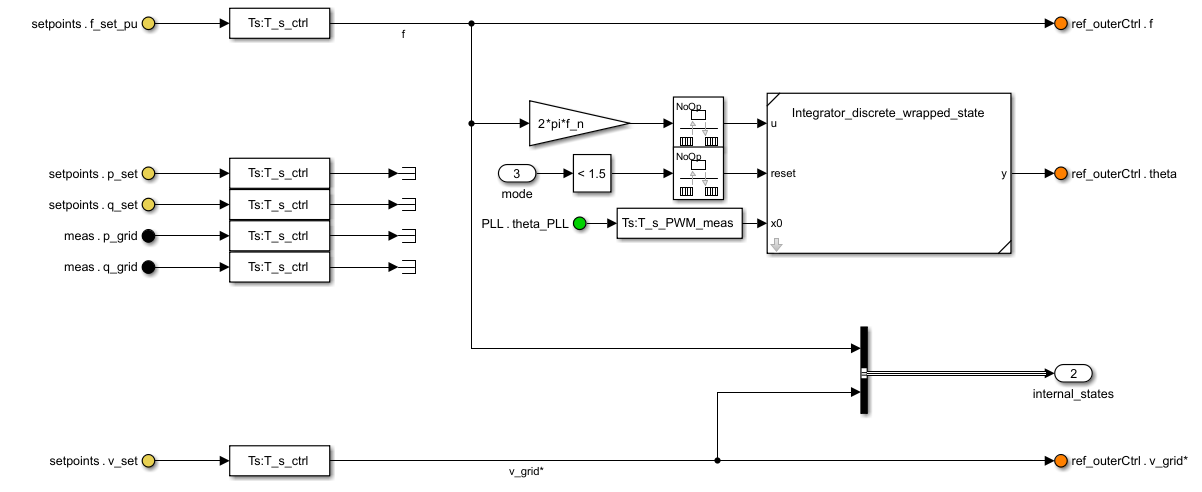 setpoints . f_set_pu
Ts:T_s_ctrl
f
ref_outerCtrl . f
2*pi*f_n
NoOp
u
Integrator_discrete_wrapped_state
setpoints . p_set
Ts:T_s_ctrl
3
mode
< 1.5
NoOp
reset
y
ref_outerCtrl . theta
setpoints . q_set
Ts:T_s_ctrl
PLL . theta_PLL
Ts:T_s_PWM_meas
x0
meas . p_grid
Ts:T_s_ctrl
meas . q_grid
Ts:T_s_ctrl
2
internal_states
setpoints . v_set
Ts:T_s_ctrl
v_grid*
ref_outerCtrl . v_grid*